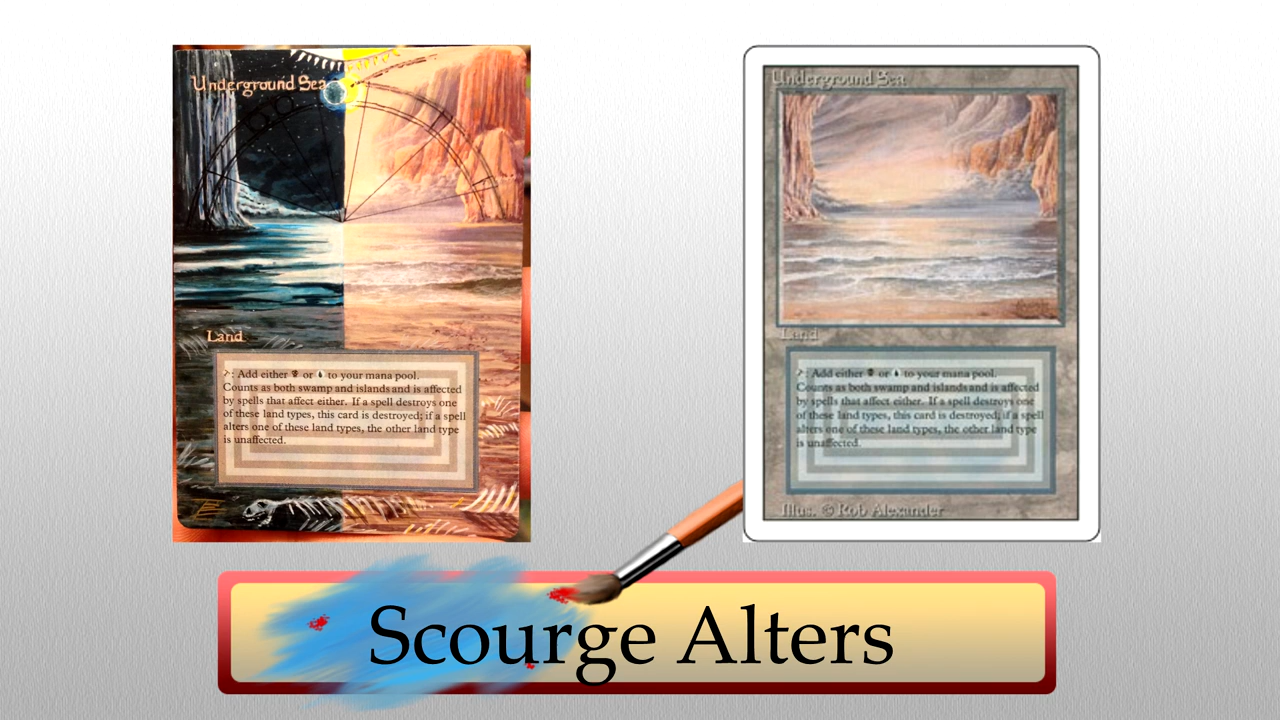 Underground Sea
Land
: Add either or to your mana pool.
Counts as both swamp and islands and is affected
by spells that affect either. If a spell destroys one
of these land types, this card is destroyed; if a spell
alters one of these land types, the other land type
is unaffected.
Underground Sea
Land
: Add either or to your mana pool.
Counts as both swamp and islands and is affected
by spells that affect either. If a spell destroys one
of these land types, this card is destroyed; if a spell
alters one of these land types, the other land type
is unaffected.
Illus. © Rob Alexander
Scourge Alters